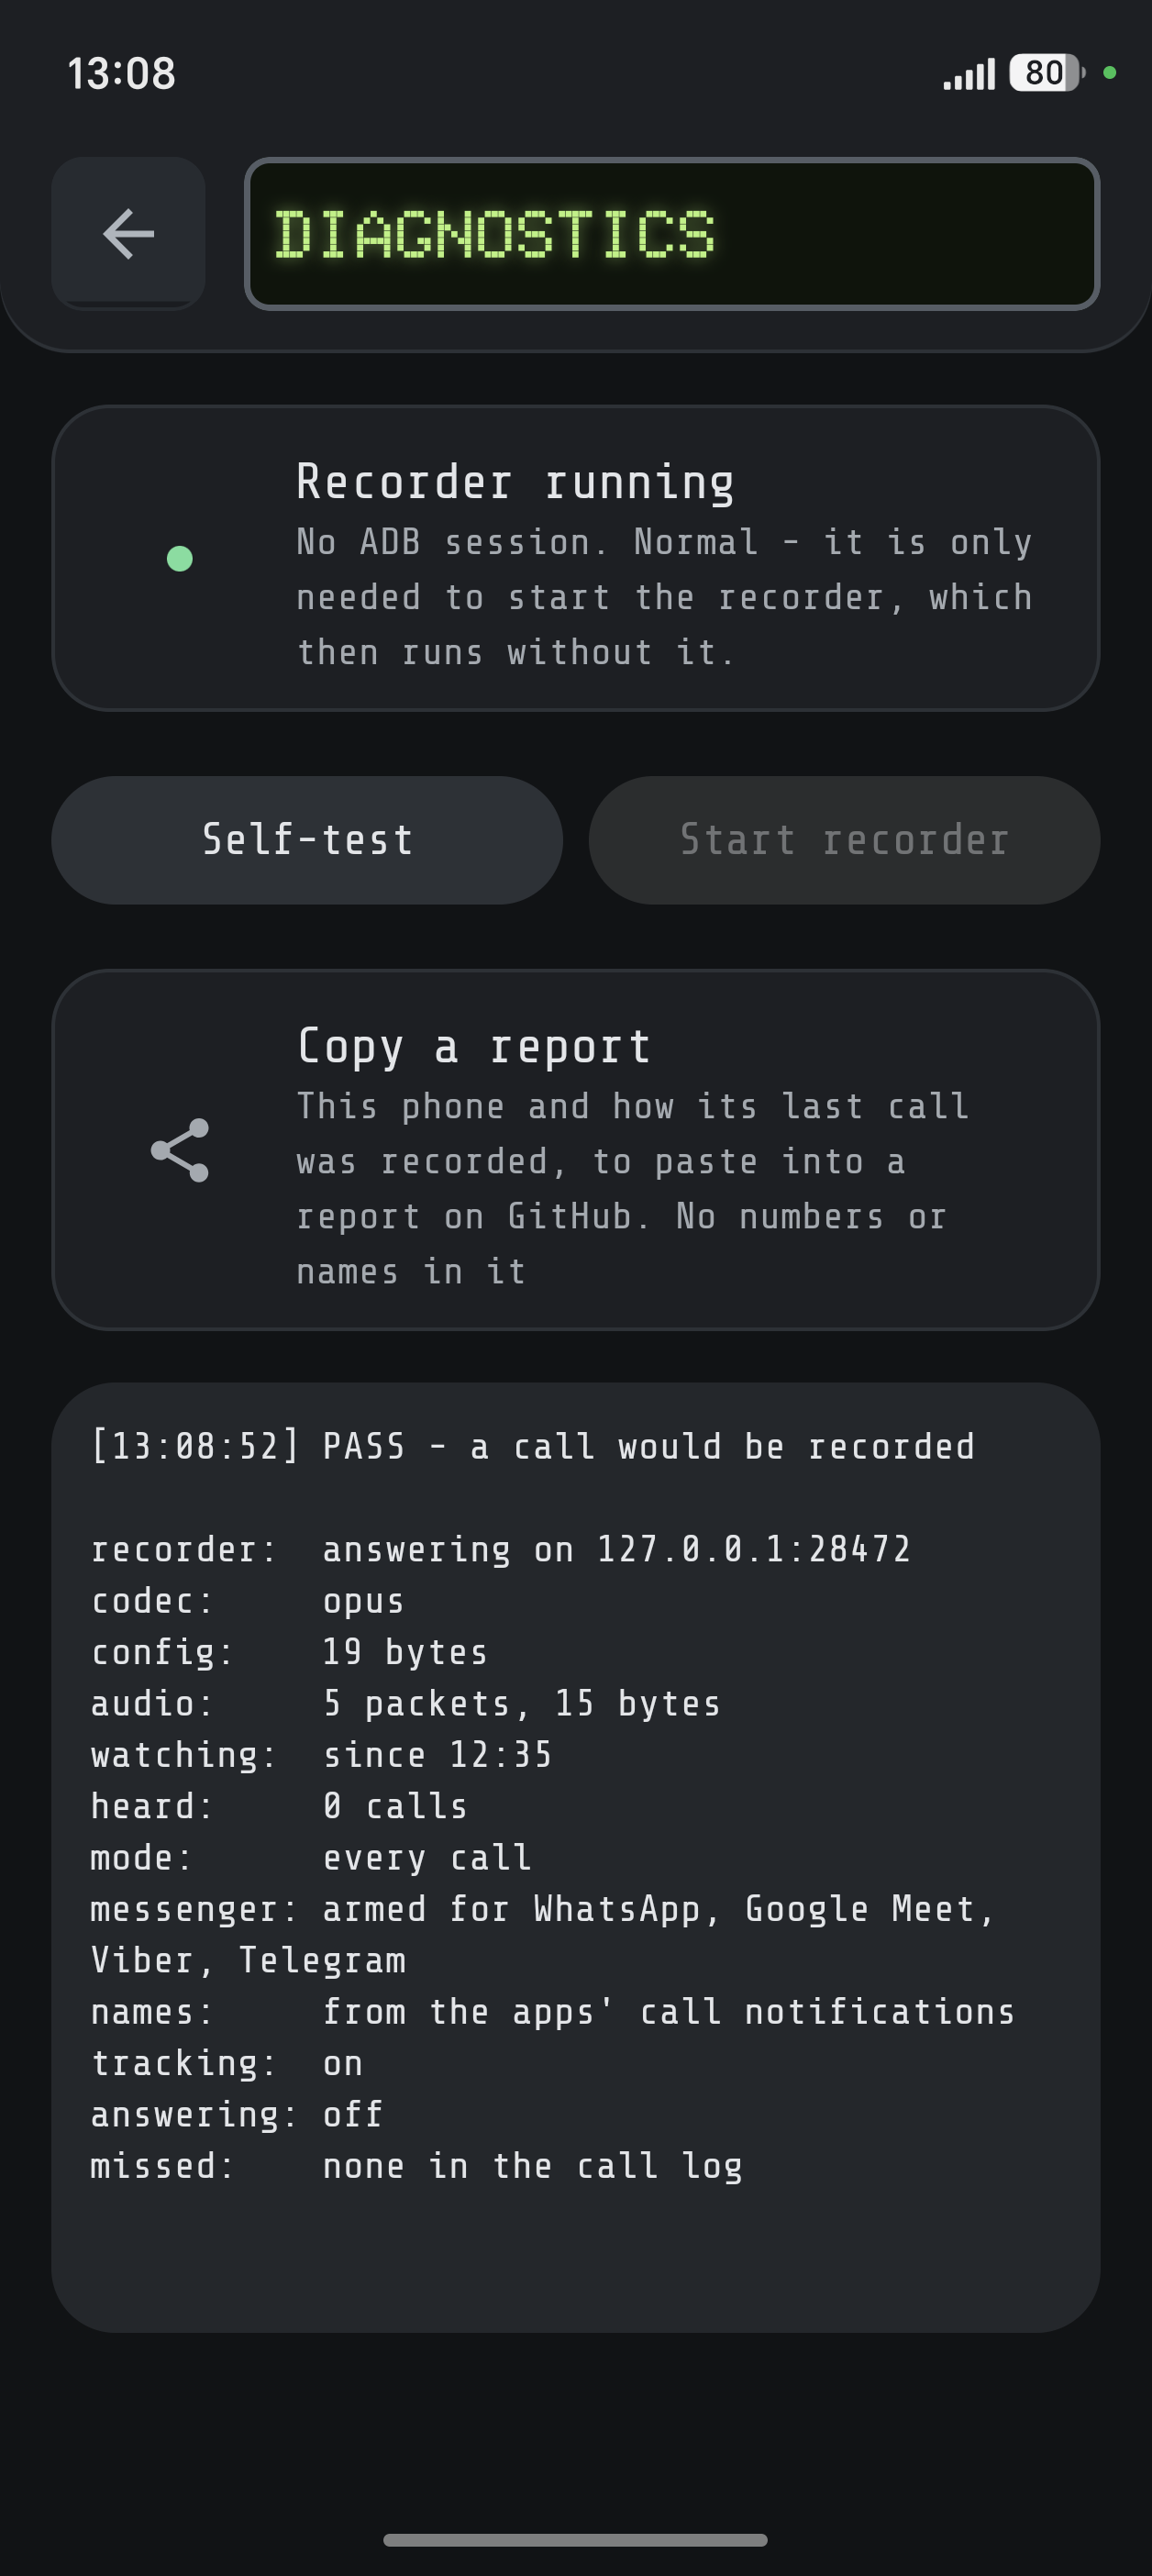 13:08
80
DIAGNOSTICS
Recorder running
No ADB session. Normal - it is only
needed to start the recorder, which
then runs without it.
Self-test
Start recorder
Copy a report
This phone and how its last call
was recorded, to paste into a
report on GitHub. No numbers or
names in it
[13:08:52] PASS - a call would be recorded
recorder: answering on 127.0.0.1:28472
codec: opus
config: 19 bytes
audio: 5 packets, 15 bytes
watching: since 12:35
heard: 0 calls
mode: every call
messenger: armed for WhatsApp, Google Meet,
Viber, Telegram
names: from the apps' call notifications
tracking: on
answering: off
missed: none in the call log